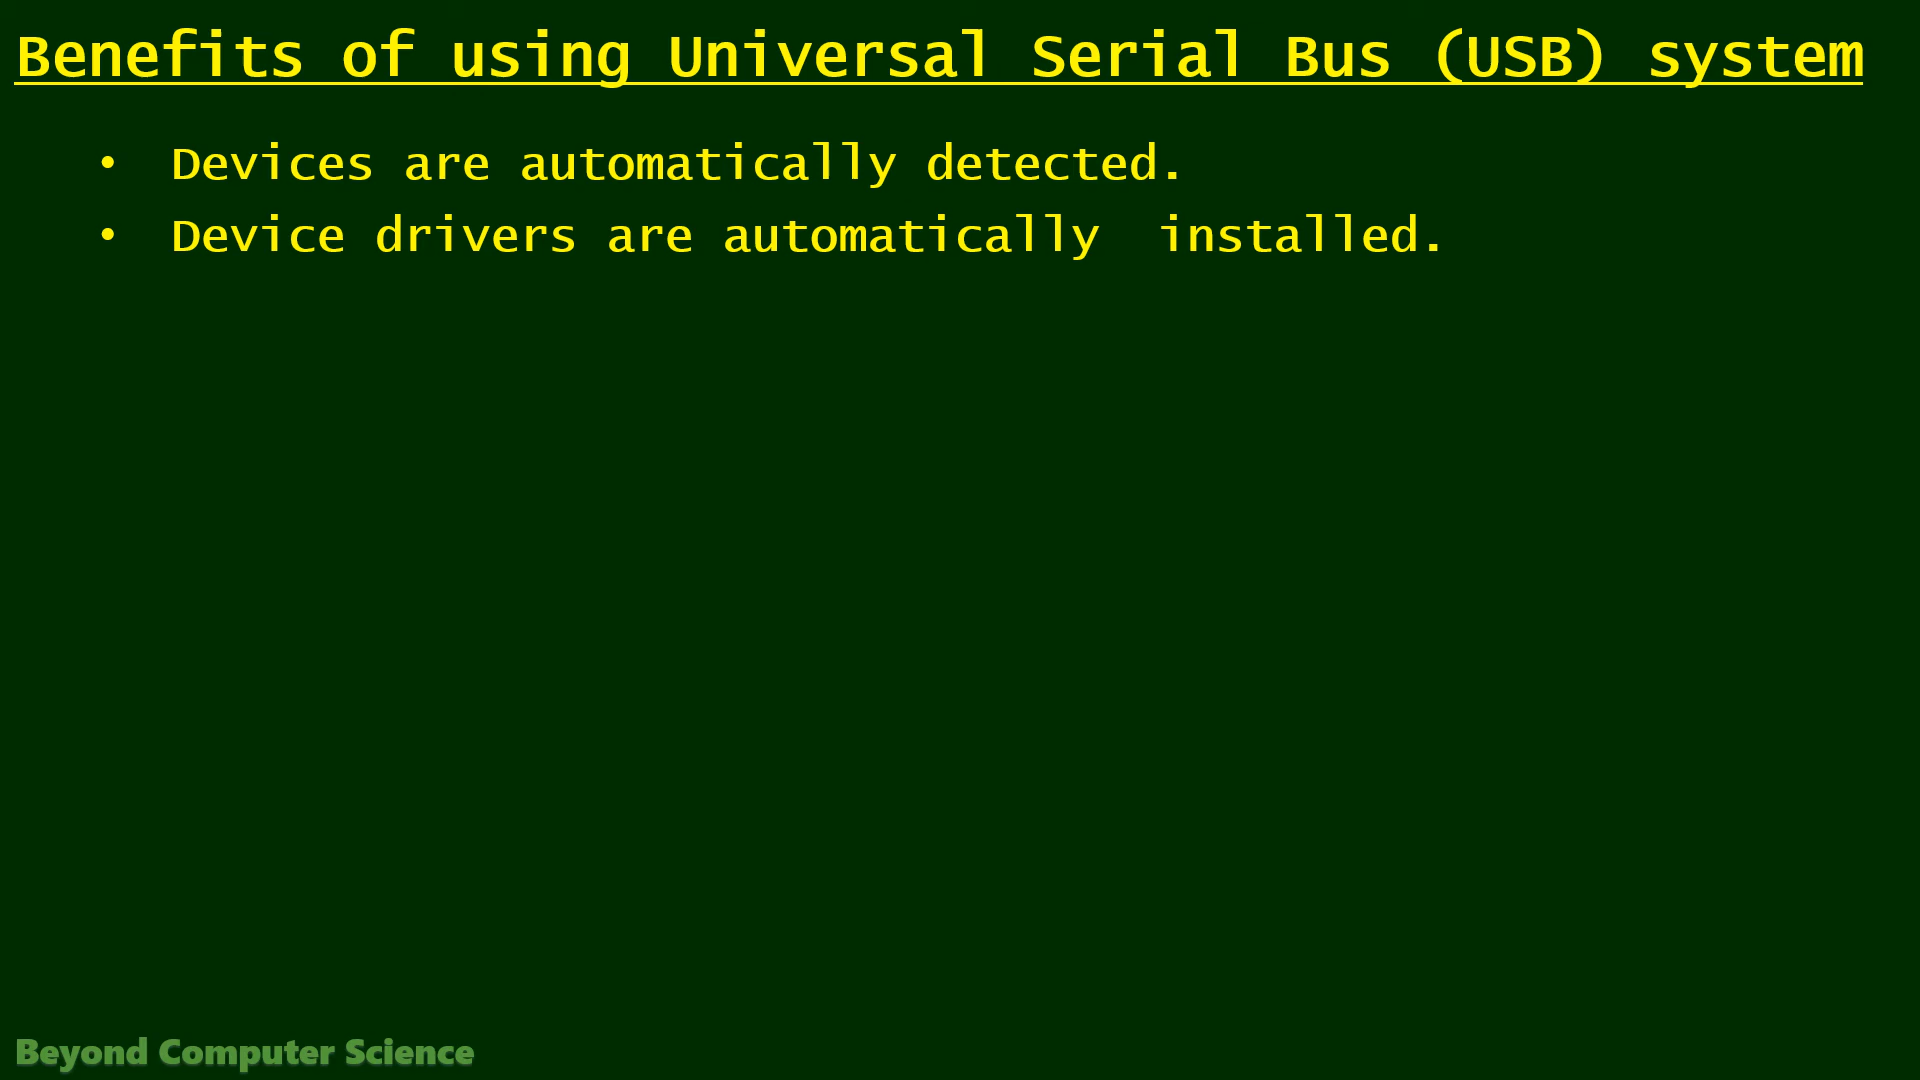 Benefits of using Universal Serial Bus (USB) system
• Devices are automatically detected.
• Device drivers are automatically  installed.
Beyond Computer Science